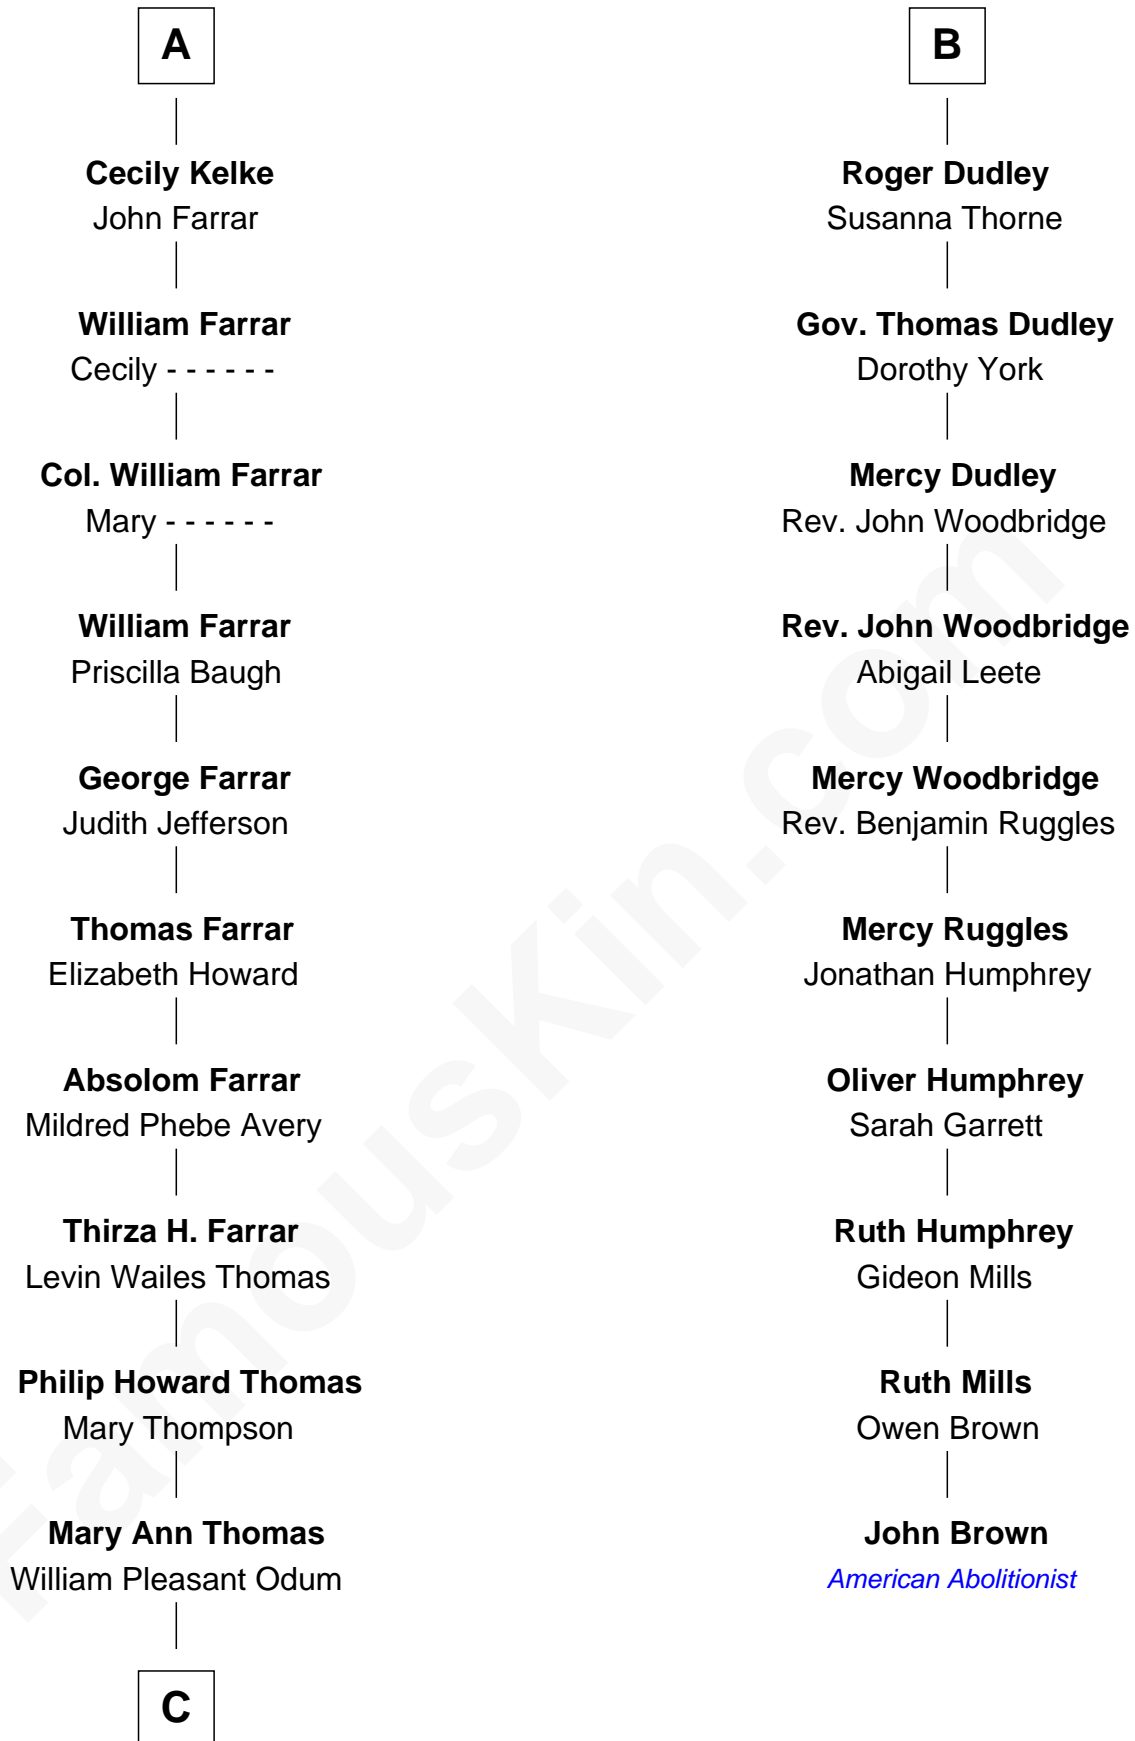 A
Cecily Kelke
John Farrar
William Farrar
Cecily - - - - - -
Col. William Farrar
Mary - - - - - -
William Farrar
Priscilla Baugh
George Farrar
Judith Jefferson
Thomas Farrar
Elizabeth Howard
Absolom Farrar
Mildred Phebe Avery
Thirza H. Farrar
Levin Wailes Thomas
Philip Howard Thomas
Mary Thompson
Mary Ann Thomas
William Pleasant Odum
C
B
Roger Dudley
Susanna Thorne
Gov. Thomas Dudley
Dorothy York
Mercy Dudley
Rev. John Woodbridge
Rev. John Woodbridge
Abigail Leete
Mercy Woodbridge
Rev. Benjamin Ruggles
Mercy Ruggles
Jonathan Humphrey
Oliver Humphrey
Sarah Garrett
Ruth Humphrey
Gideon Mills
Ruth Mills
Owen Brown
John Brown
American Abolitionist
FamousKin.com